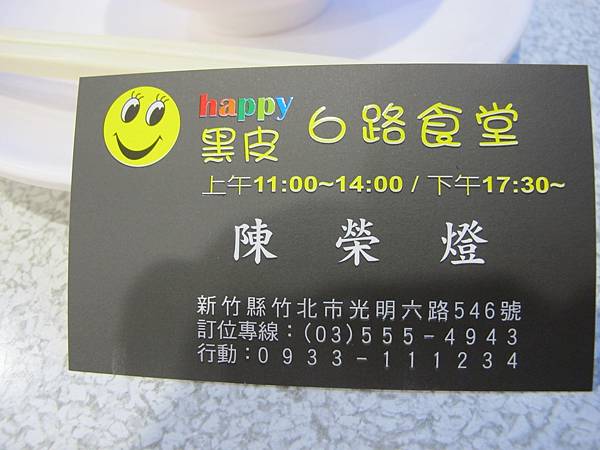 happy
黑皮 6路食堂
上午11:00~14:00 / 下午17:30~
陳 榮 燈
新竹縣竹北市光明六路546號
訂位專線：(03)555-4943
行動：0933-111234